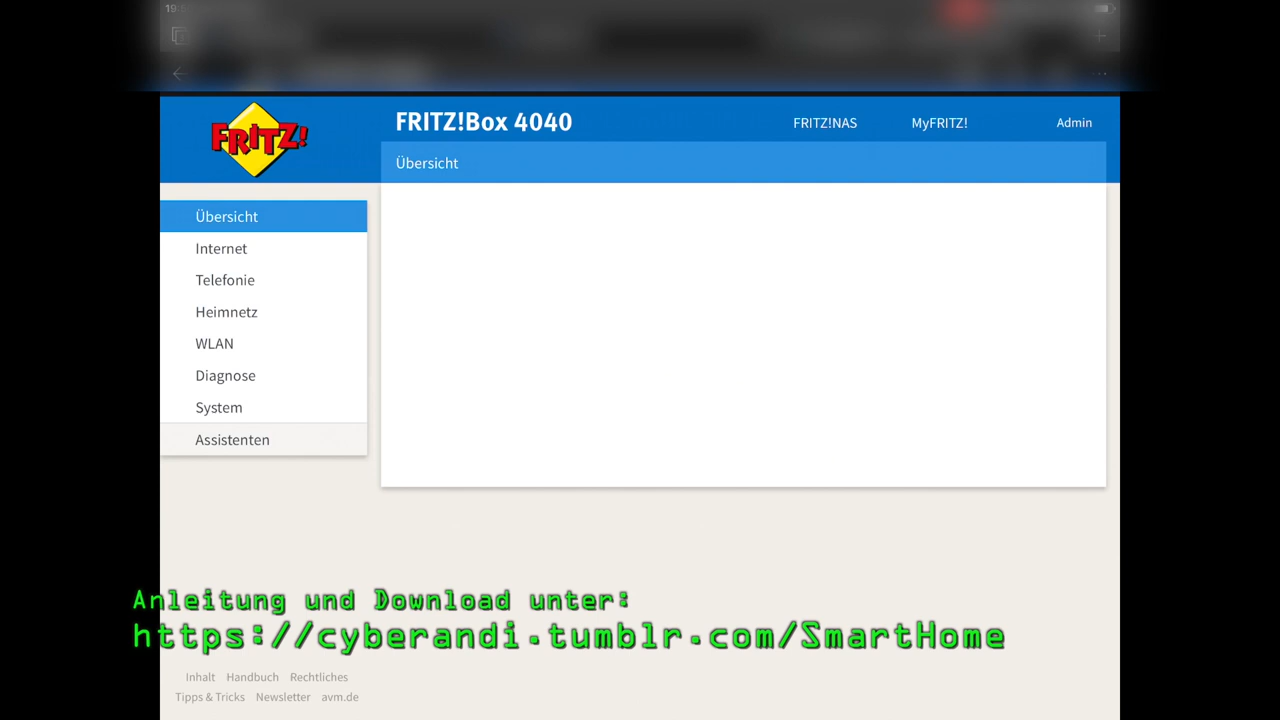 FRITZ!
FRITZ!Box 4040
FRITZ!NAS
MyFRITZ!
Admin
Übersicht
Übersicht
Internet
Telefonie
Heimnetz
WLAN
Diagnose
System
Assistenten
Anleitung und Download unter:
https://cyberandi.tumblr.com/SmartHome
Inhalt Handbuch Rechtliches
Tipps & Tricks Newsletter avm.de